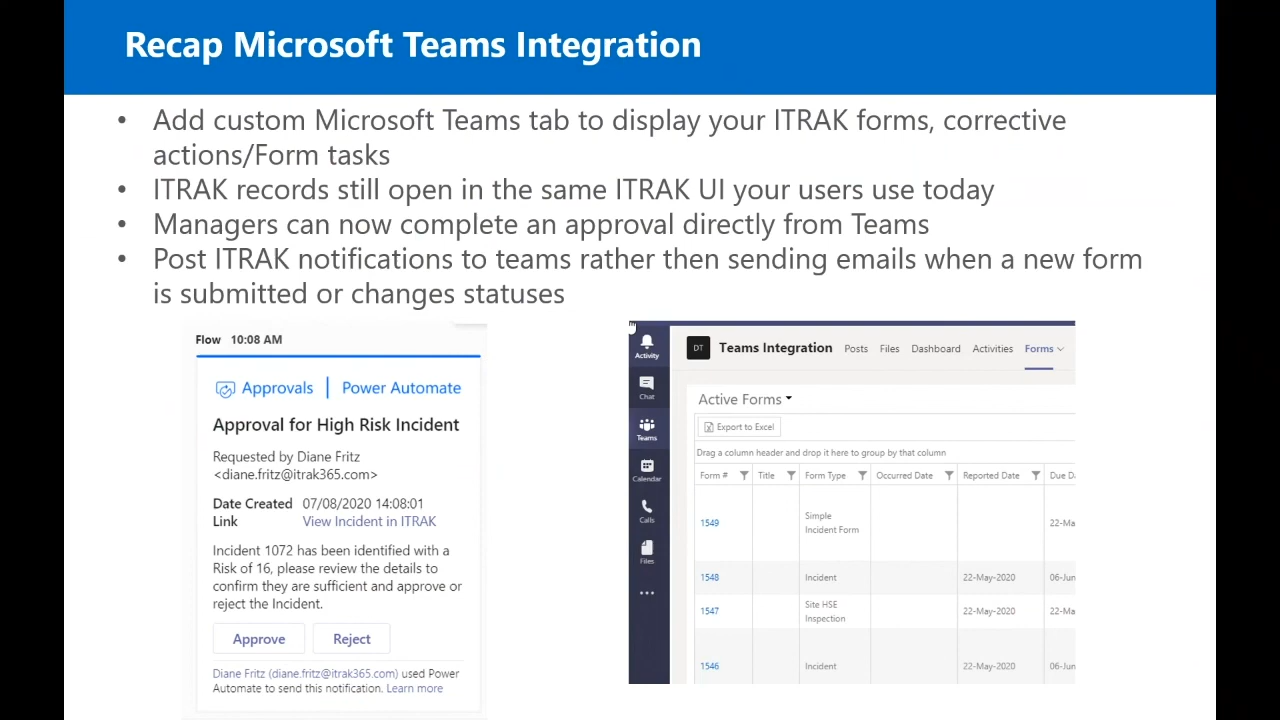 Recap Microsoft Teams Integration
• Add custom Microsoft Teams tab to display your ITRAK forms, corrective
actions/Form tasks
• ITRAK records still open in the same ITRAK UI your users use today
• Managers can now complete an approval directly from Teams
• Post ITRAK notifications to teams rather then sending emails when a new form
is submitted or changes statuses
Flow 10:08 AM
Approvals | Power Automate
Approval for High Risk Incident
Requested by Diane Fritz
<diane.fritz@itrak365.com>
Date Created 07/08/2020 14:08:01
Link View Incident in ITRAK
Incident 1072 has been identified with a
Risk of 16, please review the details to
confirm they are sufficient and approve or
reject the Incident.
Approve Reject
Diane Fritz (diane.fritz@itrak365.com) used Power
Automate to send this notification. Learn more
Activity
Chat
Teams
Calendar
Calls
Files
DT Teams Integration Posts Files Dashboard Activities Forms
Active Forms
Export to Excel
Drag a column header and drop it here to group by that column
Form # Title Form Type Occurred Date Reported Date Due Da
1549 Simple 22-Ma
Incident Form
1548 Incident 22-May-2020 06-Jun
1547 Site HSE 22-May-2020 22-Ma
Inspection
1546 Incident 22-May-2020 06-Jun